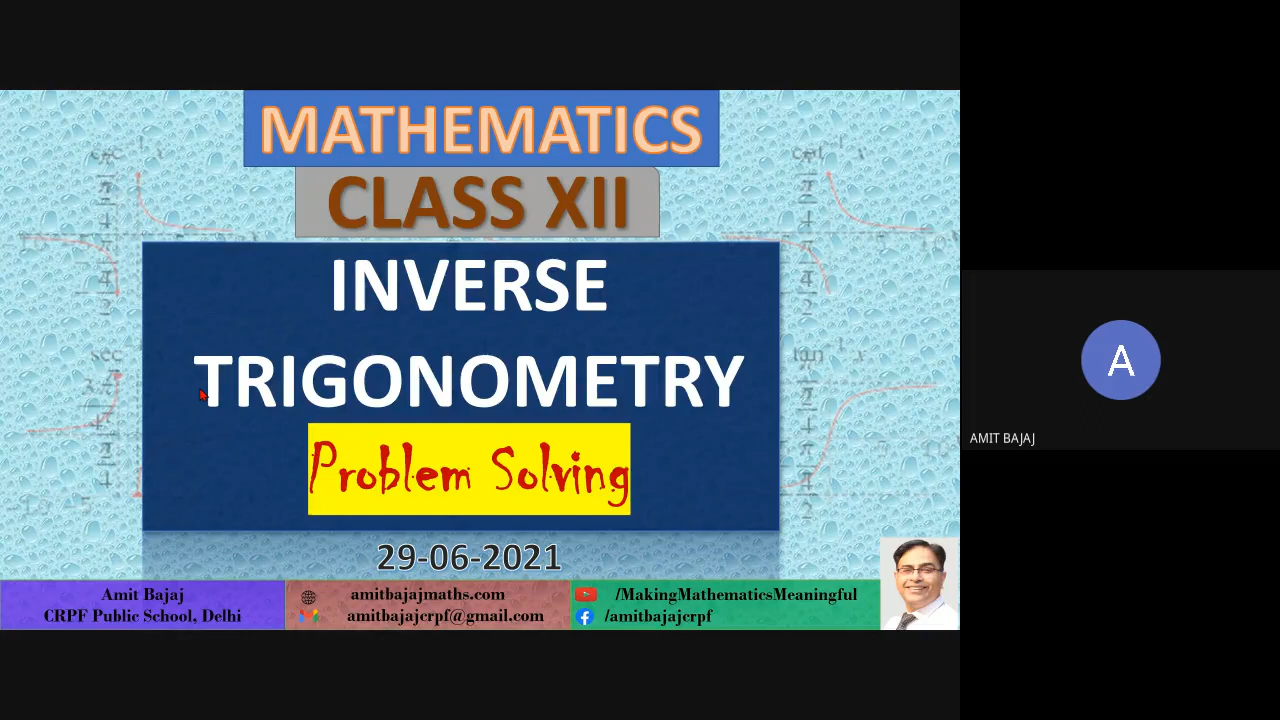 MATHEMATICS
CLASS XII
INVERSE
TRIGONOMETRY
Problem Solving
29-06-2021
Amit Bajaj
CRPF Public School, Delhi
amitbajajmaths.com
amitbajajcrpf@gmail.com
/MakingMathematicsMeaningful
/amitbajajcrpf
A
AMIT BAJAJ